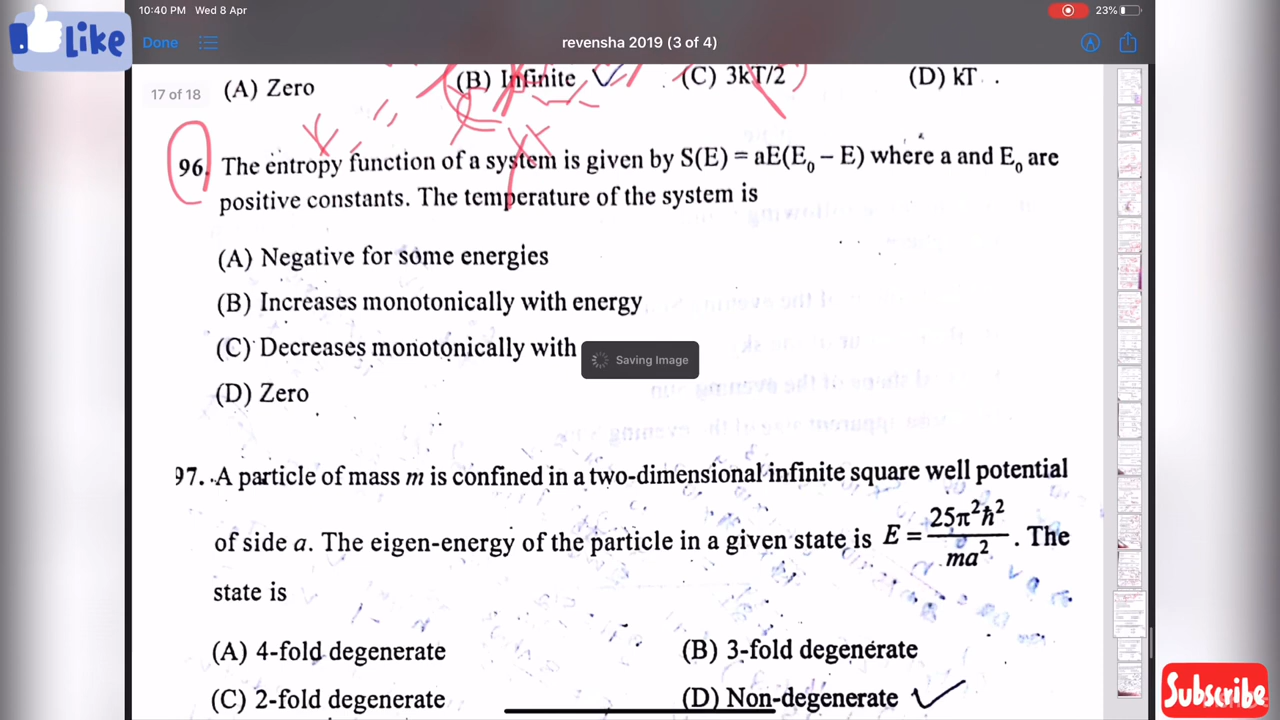 10:40 PM Wed 8 Apr
23%
Like
Done
revensha 2019 (3 of 4)
17 of 18
(A) Zero (B) Infinite (C) 3kT/2 (D) kT .
96. The entropy function of a system is given by S(E) = aE(E₀ – E) where a and E₀ are
positive constants. The temperature of the system is
(A) Negative for some energies
(B) Increases monotonically with energy
(C) Decreases monotonically with
Saving Image
(D) Zero
97. A particle of mass m is confined in a two-dimensional infinite square well potential
of side a. The eigen-energy of the particle in a given state is E = 25π²ħ²/ma². The
state is
(A) 4-fold degenerate (B) 3-fold degenerate
(C) 2-fold degenerate (D) Non-degenerate
Subscribe